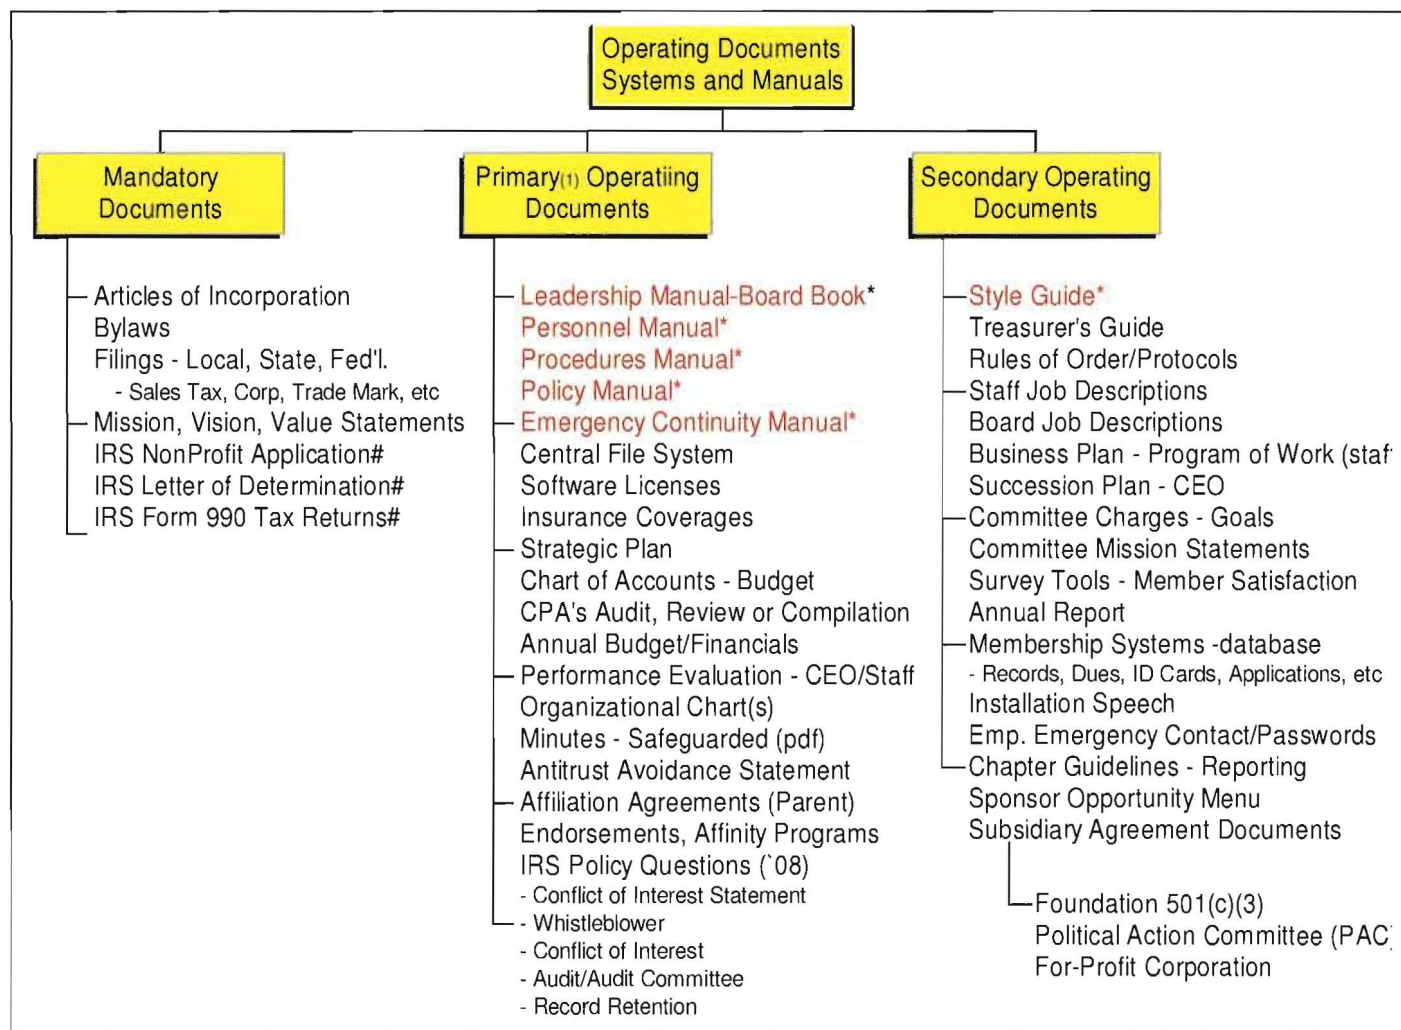 Operating Documents
Systems and Manuals
Mandatory
Documents
Articles of Incorporation
Bylaws
Filings - Local, State, Fed'l.
- Sales Tax, Corp, Trade Mark, etc
Mission, Vision, Value Statements
IRS NonProfit Application#
IRS Letter of Determination#
IRS Form 990 Tax Returns#
Primary(1) Operatiing
Documents
Leadership Manual-Board Book*
Personnel Manual*
Procedures Manual*
Policy Manual*
Emergency Continuity Manual*
Central File System
Software Licenses
Insurance Coverages
Strategic Plan
Chart of Accounts - Budget
CPA's Audit, Review or Compilation
Annual Budget/Financials
Performance Evaluation - CEO/Staff
Organizational Chart(s)
Minutes - Safeguarded (pdf)
Antitrust Avoidance Statement
Affiliation Agreements (Parent)
Endorsements, Affinity Programs
IRS Policy Questions (`08)
- Conflict of Interest Statement
- Whistleblower
- Conflict of Interest
- Audit/Audit Committee
- Record Retention
Secondary Operating
Documents
Style Guide*
Treasurer's Guide
Rules of Order/Protocols
Staff Job Descriptions
Board Job Descriptions
Business Plan - Program of Work (staf
Succession Plan - CEO
Committee Charges - Goals
Committee Mission Statements
Survey Tools - Member Satisfaction
Annual Report
Membership Systems -database
- Records, Dues, ID Cards, Applications, etc
Installation Speech
Emp. Emergency Contact/Passwords
Chapter Guidelines - Reporting
Sponsor Opportunity Menu
Subsidiary Agreement Documents
Foundation 501(c)(3)
Political Action Committee (PAC)
For-Profit Corporation